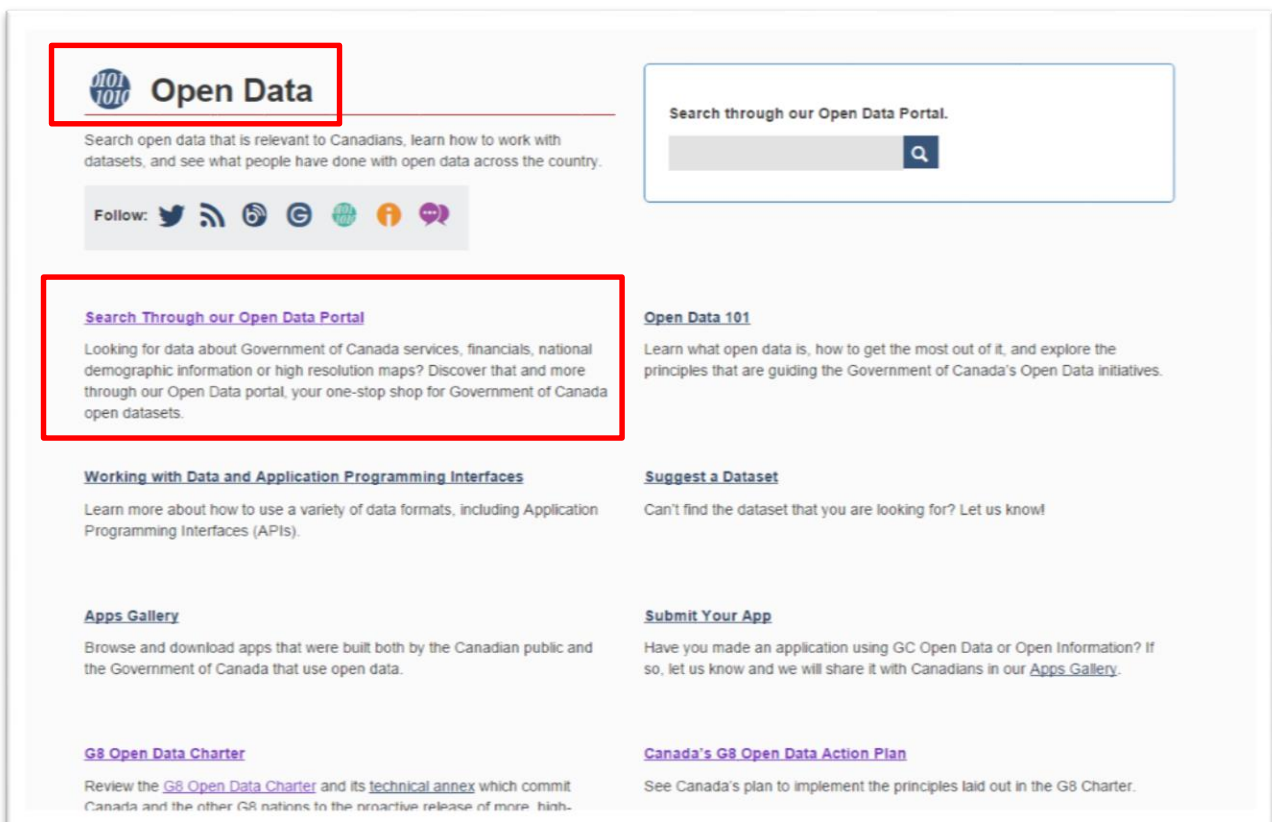 0101
1010
Open Data
Search open data that is relevant to Canadians, learn how to work with
datasets, and see what people have done with open data across the country.
Follow:
Search through our Open Data Portal.
Search Through our Open Data Portal
Looking for data about Government of Canada services, financials, national
demographic information or high resolution maps? Discover that and more
through our Open Data portal, your one-stop shop for Government of Canada
open datasets.
Open Data 101
Learn what open data is, how to get the most out of it, and explore the
principles that are guiding the Government of Canada's Open Data initiatives.
Working with Data and Application Programming Interfaces
Learn more about how to use a variety of data formats, including Application
Programming Interfaces (APIs).
Suggest a Dataset
Can't find the dataset that you are looking for? Let us know!
Apps Gallery
Browse and download apps that were built both by the Canadian public and
the Government of Canada that use open data.
Submit Your App
Have you made an application using GC Open Data or Open Information? If
so, let us know and we will share it with Canadians in our Apps Gallery.
G8 Open Data Charter
Review the G8 Open Data Charter and its technical annex which commit
Canada and the other G8 nations to the proactive release of more, high-
Canada's G8 Open Data Action Plan
See Canada's plan to implement the principles laid out in the G8 Charter.